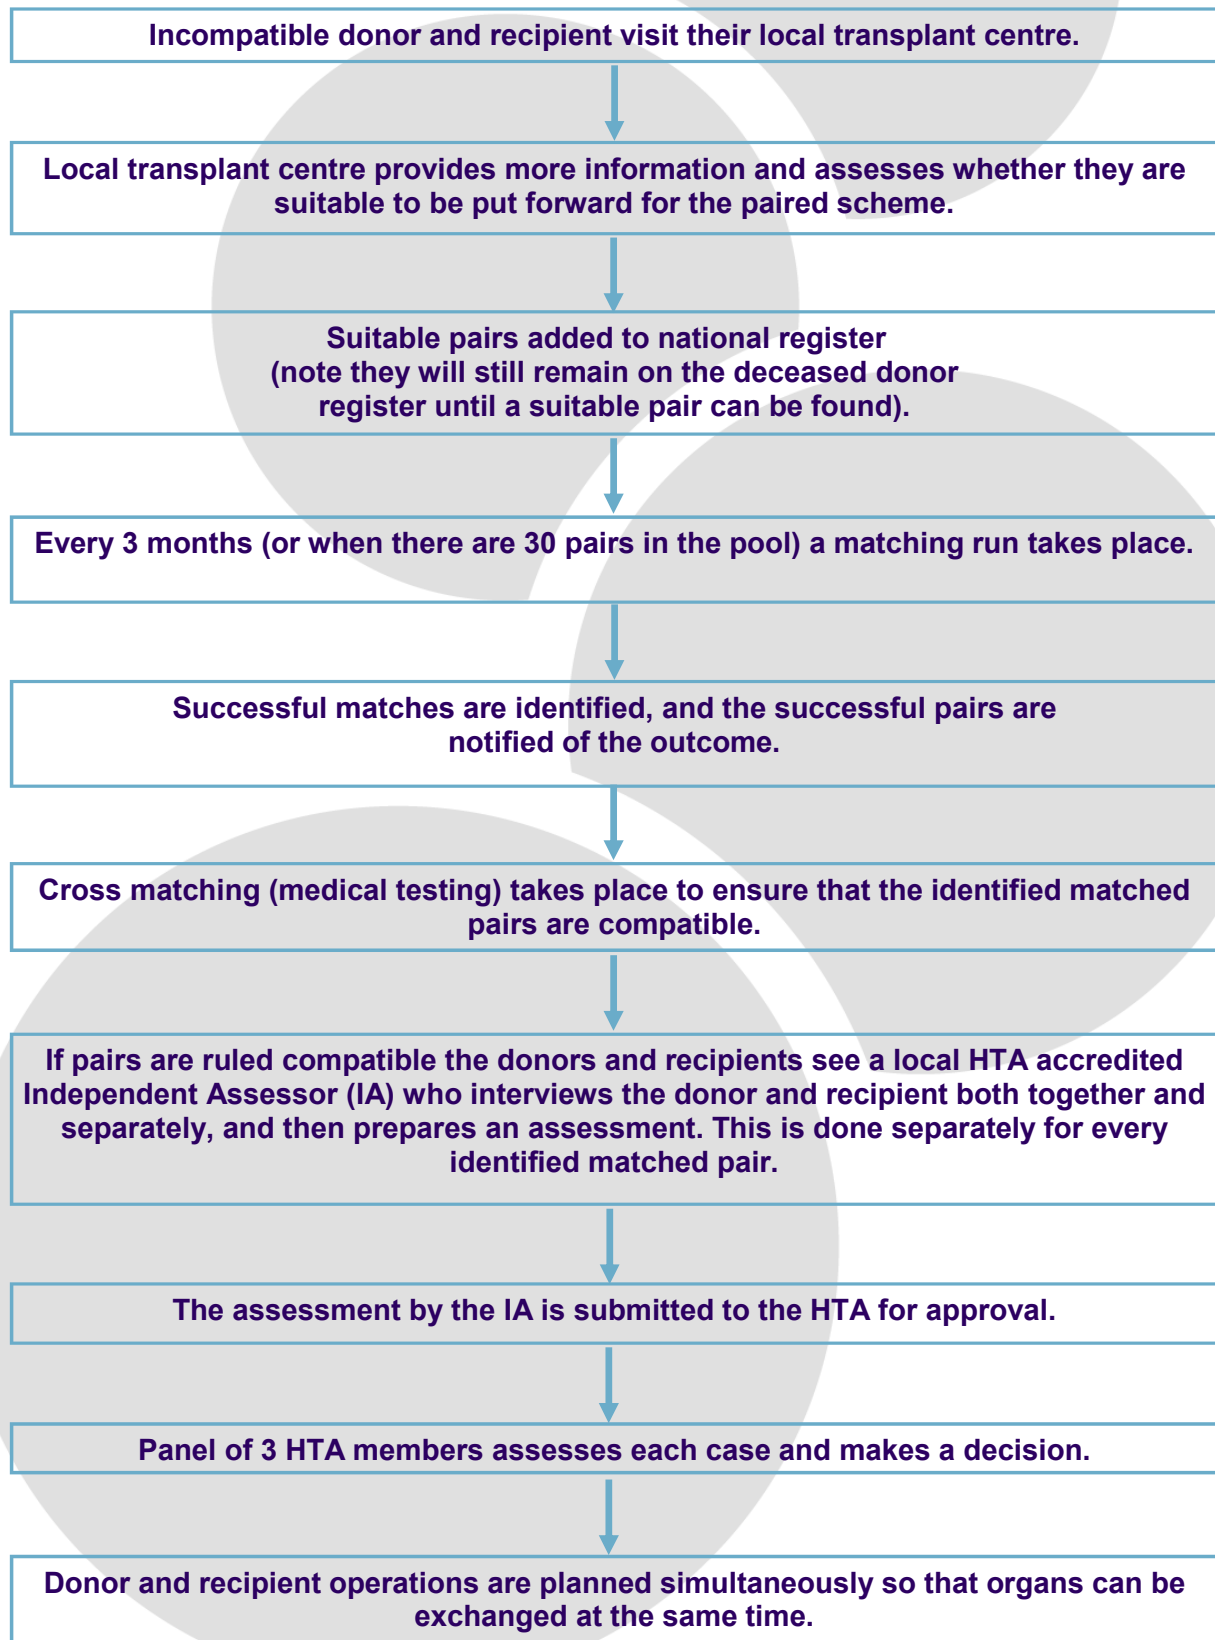 Incompatible donor and recipient visit their local transplant centre.
Local transplant centre provides more information and assesses whether they are
suitable to be put forward for the paired scheme.
Suitable pairs added to national register
(note they will still remain on the deceased donor
register until a suitable pair can be found).
Every 3 months (or when there are 30 pairs in the pool) a matching run takes place.
Successful matches are identified, and the successful pairs are
notified of the outcome.
Cross matching (medical testing) takes place to ensure that the identified matched
pairs are compatible.
If pairs are ruled compatible the donors and recipients see a local HTA accredited
Independent Assessor (IA) who interviews the donor and recipient both together and
separately, and then prepares an assessment. This is done separately for every
identified matched pair.
The assessment by the IA is submitted to the HTA for approval.
Panel of 3 HTA members assesses each case and makes a decision.
Donor and recipient operations are planned simultaneously so that organs can be
exchanged at the same time.